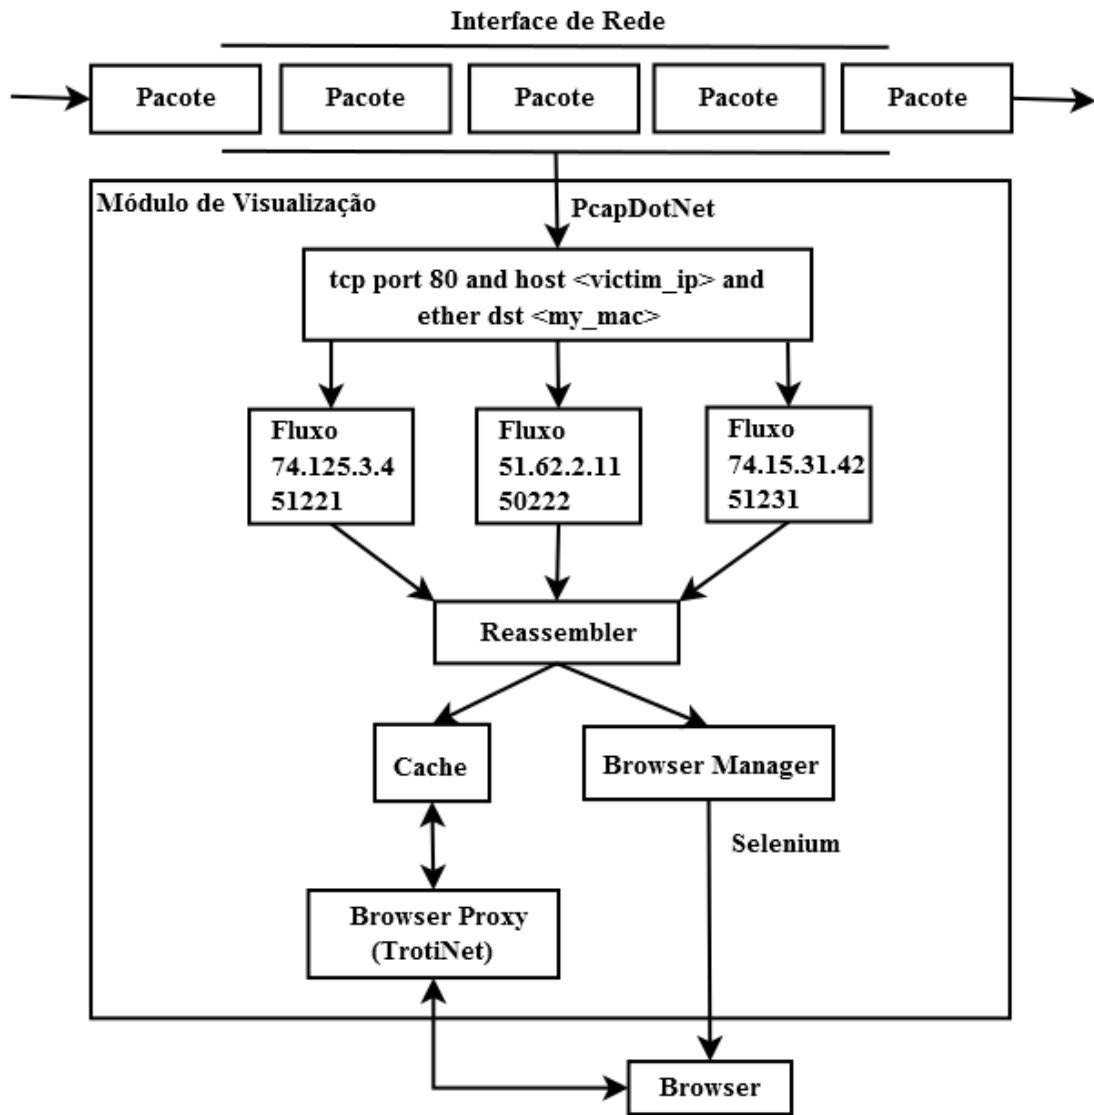 Interface de Rede
Pacote
Pacote
Pacote
Pacote
Pacote
Módulo de Visualização
PcapDotNet
tcp port 80 and host <victim_ip> and
ether dst <my_mac>
Fluxo
74.125.3.4
51221
Fluxo
51.62.2.11
50222
Fluxo
74.15.31.42
51231
Reassembler
Cache
Browser Manager
Selenium
Browser Proxy
(TrotiNet)
Browser